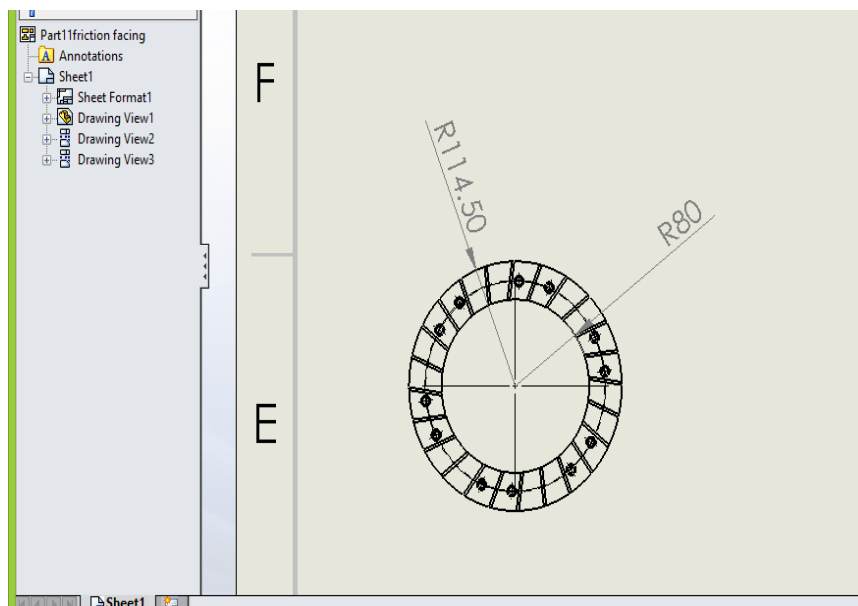 Part11friction facing
A Annotations
Sheet1
Sheet Format1
Drawing View1
Drawing View2
Drawing View3
F
R114.50
R80
E
Sheet1